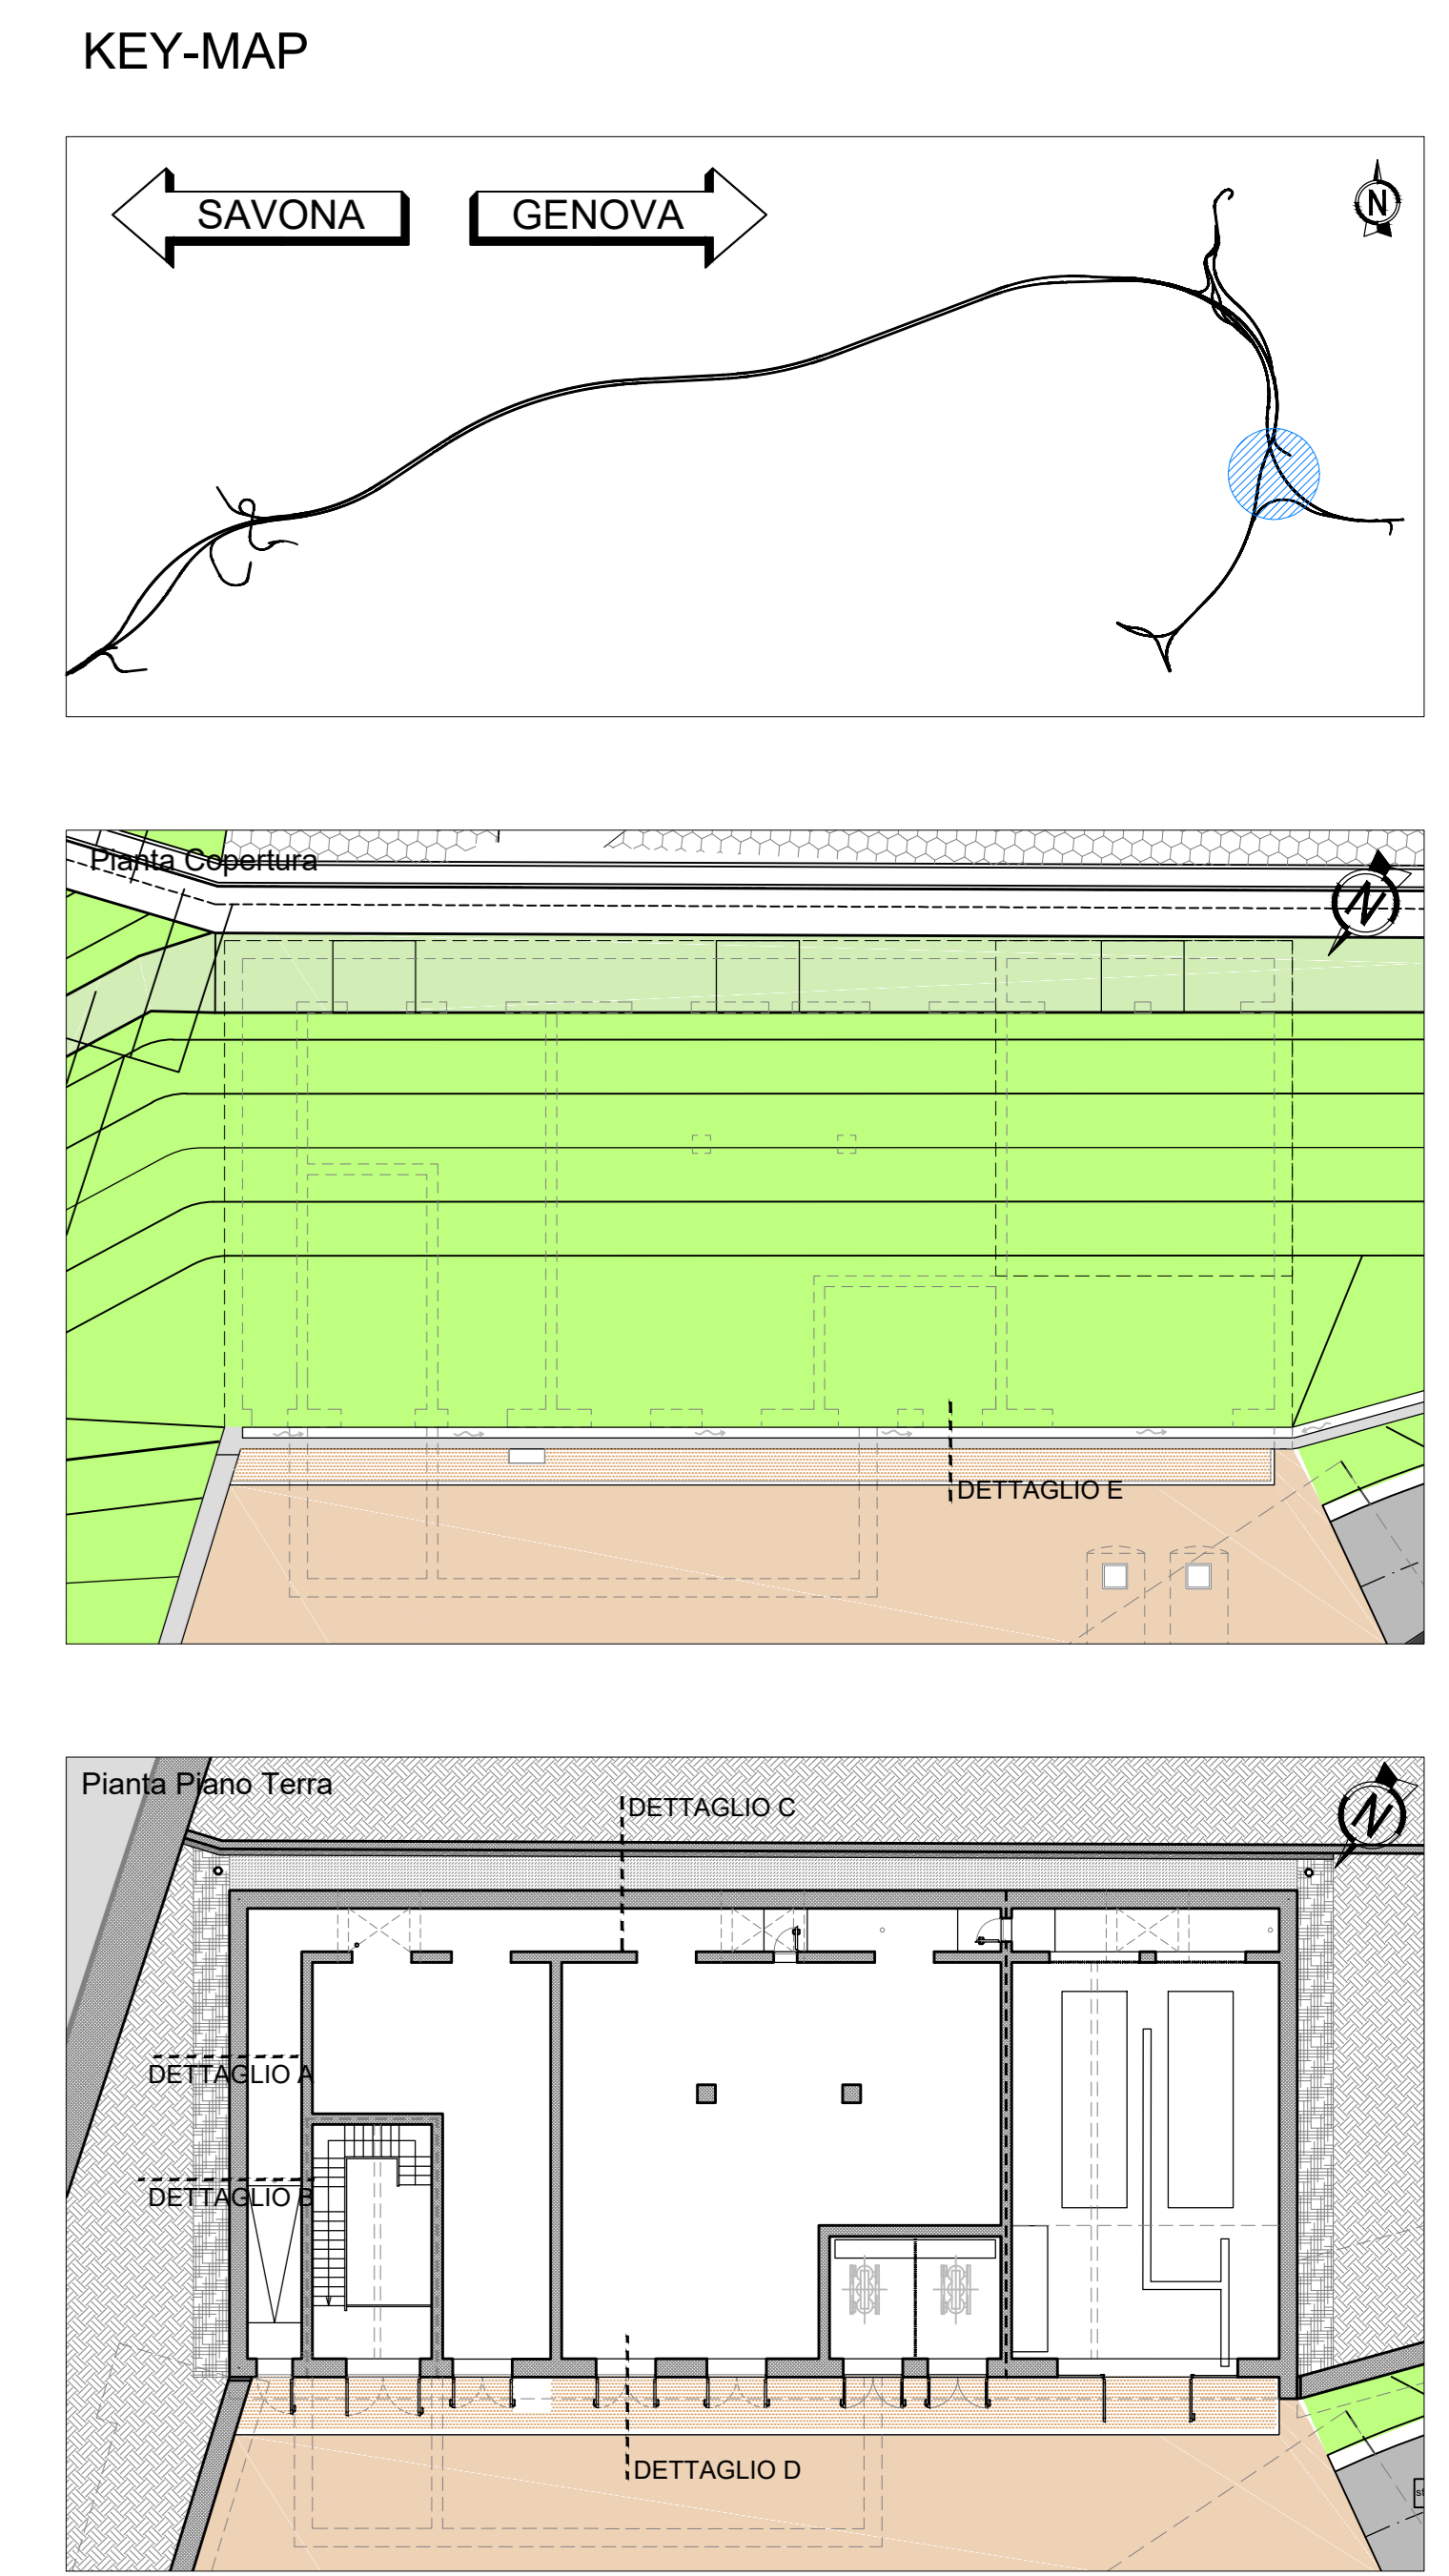 KEY-MAP
SAVONA
GENOVA
N
Pianta Copertura
N
DETTAGLIO E
Pianta Piano Terra
DETTAGLIO C
N
DETTAGLIO A
DETTAGLIO B
DETTAGLIO D